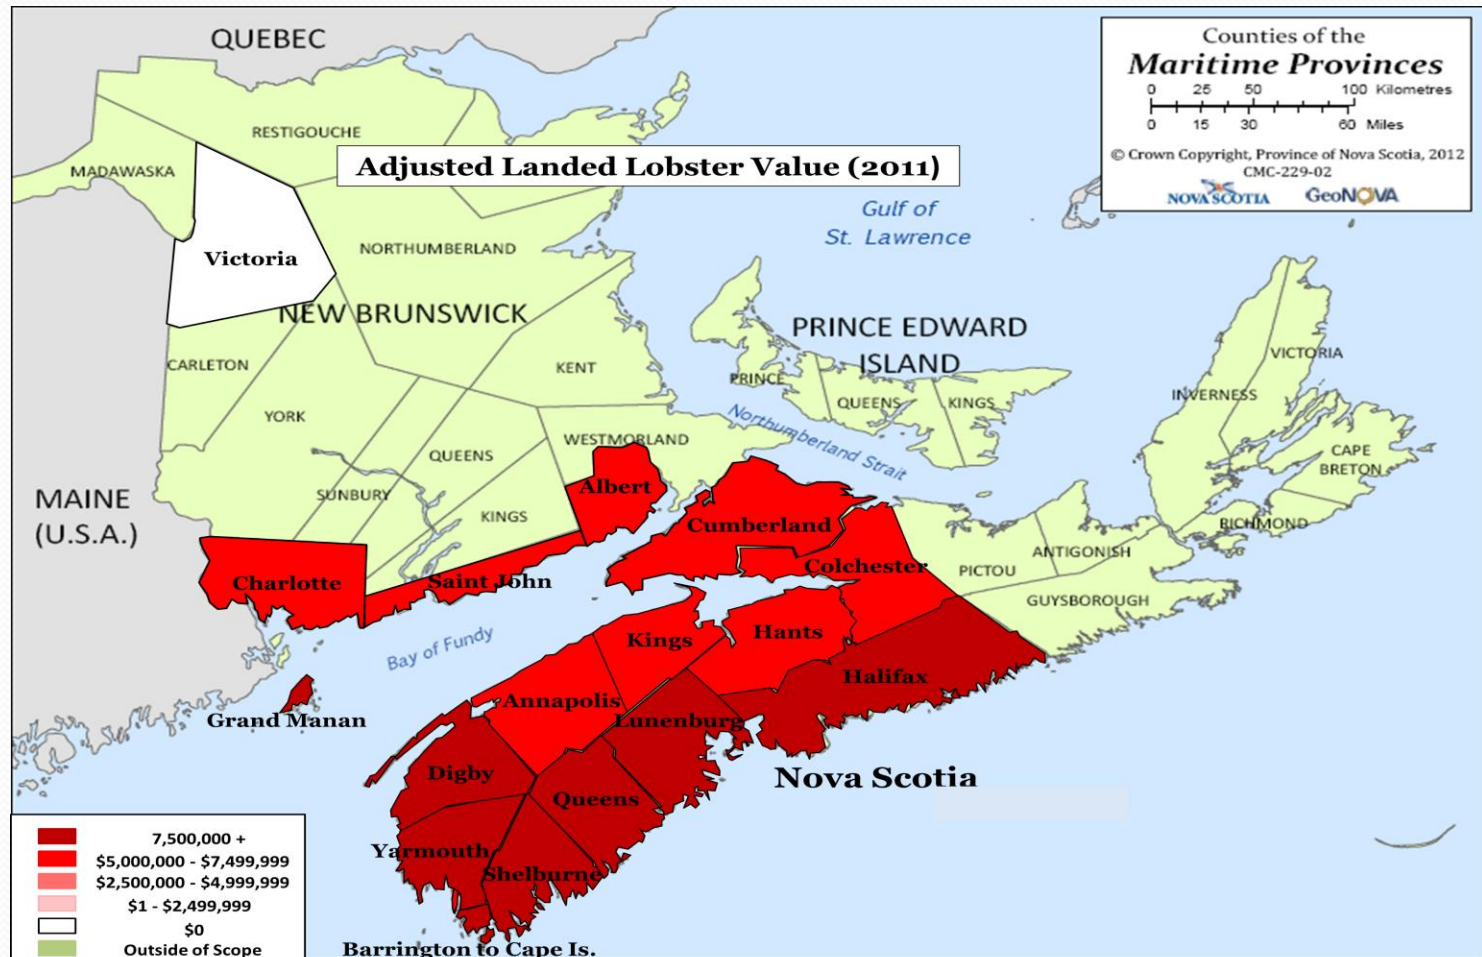 QUEBEC
Counties of the
Maritime Provinces
0 25 50 100 Kilometres
0 15 30 60 Miles
© Crown Copyright, Province of Nova Scotia, 2012
CMC-229-02
NOVA SCOTIA GeoNOVA
RESTIGOUCHE
MADAWASKA
Adjusted Landed Lobster Value (2011)
Gulf of
St. Lawrence
Victoria
NORTHUMBERLAND
NEW BRUNSWICK
PRINCE EDWARD
ISLAND
CARLETON
KENT
PRINCE
QUEENS
KINGS
VICTORIA
INVERNESS
YORK
Northumberland Strait
WESTMORLAND
QUEENS
CAPE
BRETON
MAINE
(U.S.A.)
SUNBURY
Albert
KINGS
Cumberland
RICHMOND
ANTIGONISH
Charlotte
Saint John
Colchester
PICTOU
GUYSBOROUGH
Bay of Fundy
Kings
Hants
Halifax
Annapolis
Grand Manan
Lunenburg
Digby
Nova Scotia
Queens
Yarmouth
Shelburne
Barrington to Cape Is.
7,500,000 +
$5,000,000 - $7,499,999
$2,500,000 - $4,999,999
$1 - $2,499,999
$0
Outside of Scope